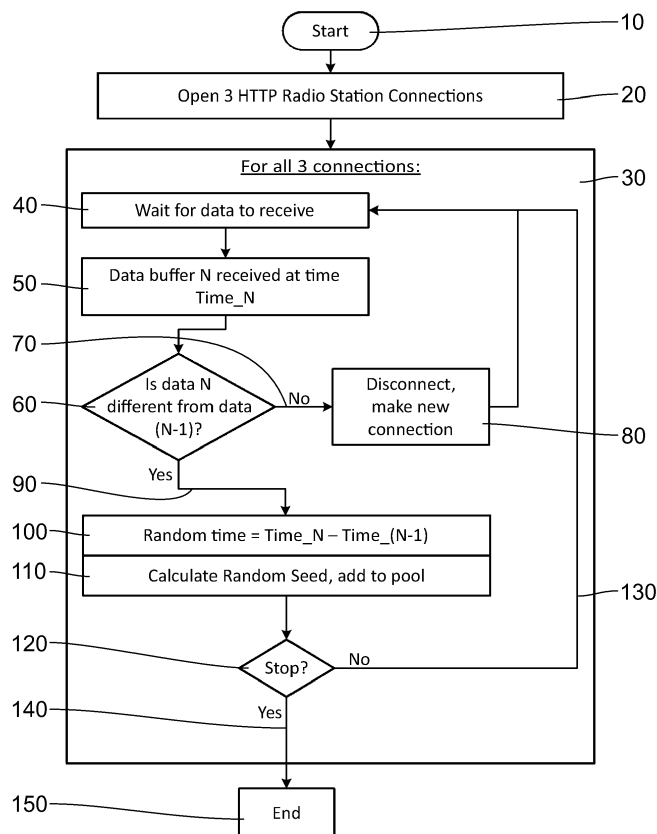 Start
10
Open 3 HTTP Radio Station Connections
20
For all 3 connections:
30
40
Wait for data to receive
50
Data buffer N received at time
Time_N
70
60
Is data N
different from data
(N-1)?
No
Disconnect,
make new
connection
80
Yes
90
100
Random time = Time_N – Time_(N-1)
110
Calculate Random Seed, add to pool
130
120
Stop?
No
140
Yes
150
End